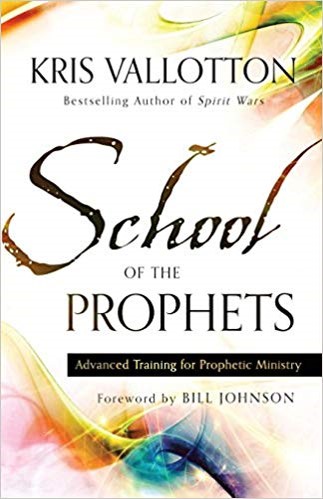 KRIS VALLOTTON
Bestselling Author of Spirit Wars
School
OF THE
PROPHETS
Advanced Training for Prophetic Ministry
Foreword by BILL JOHNSON